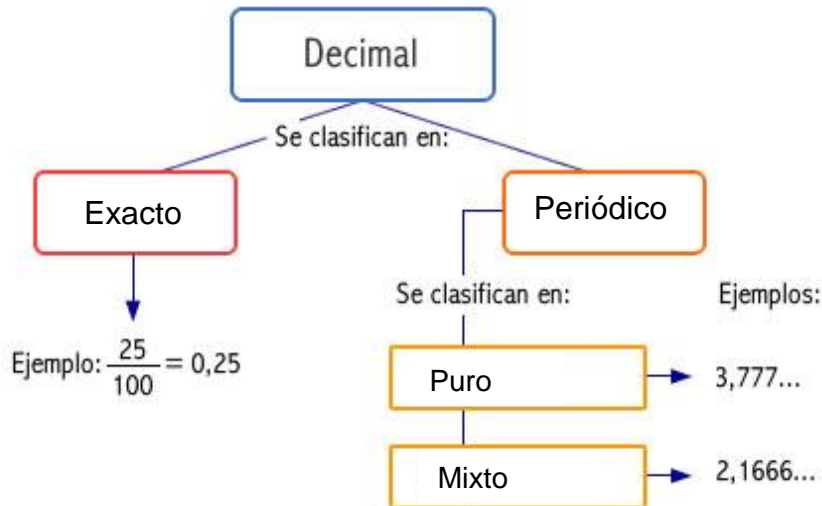 Decimal
Se clasifican en:
Exacto
Periódico
Se clasifican en:
Ejemplos:
Ejemplo: 25/100 = 0,25
Puro
3,777...
Mixto
2,1666...